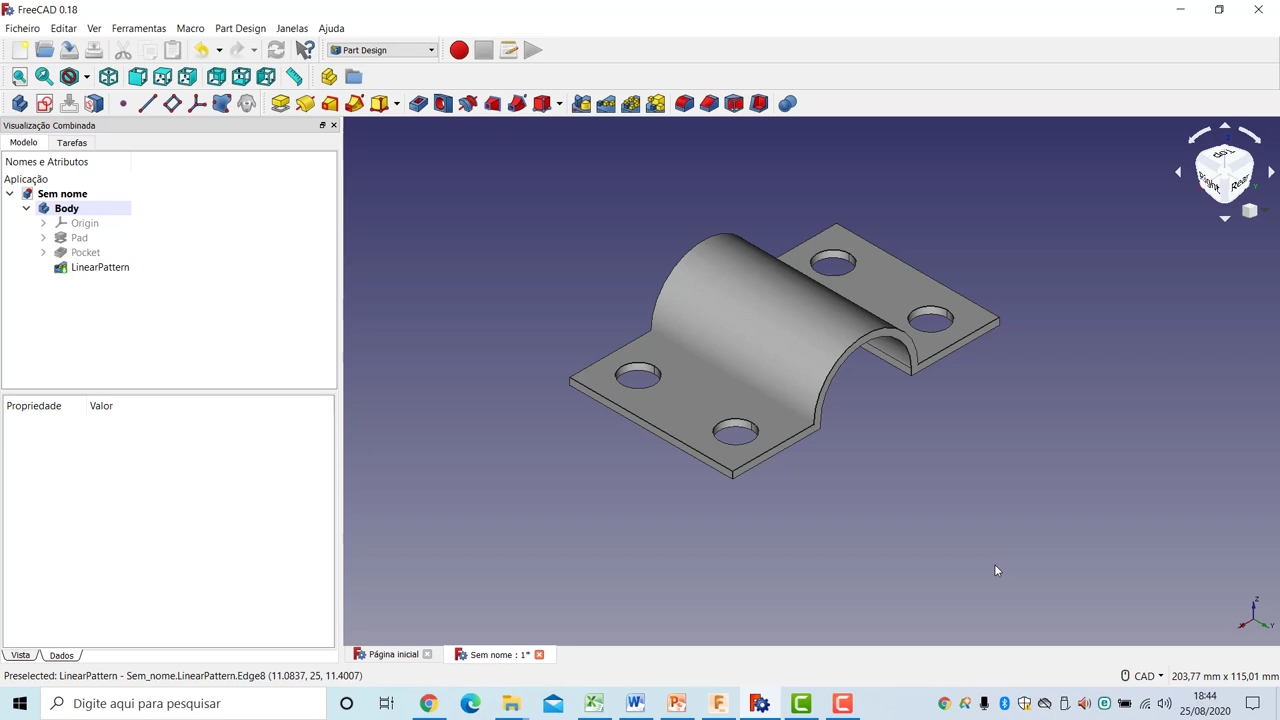 FreeCAD 0.18
Ficheiro Editar Ver Ferramentas Macro Part Design Janelas Ajuda
Part Design
Visualização Combinada
Modelo Tarefas
Nomes e Atributos
Aplicação
Sem nome
Body
Origin
Pad
Pocket
LinearPattern
Propriedade Valor
Top
Right Rear
Z
Y
Vista Dados
Página inicial Sem nome : 1*
Preselected: LinearPattern - Sem_nome.LinearPattern.Edge8 (11.0837, 25, 11.4007)
CAD 203,77 mm x 115,01 mm
Digite aqui para pesquisar
18:44
25/08/2020